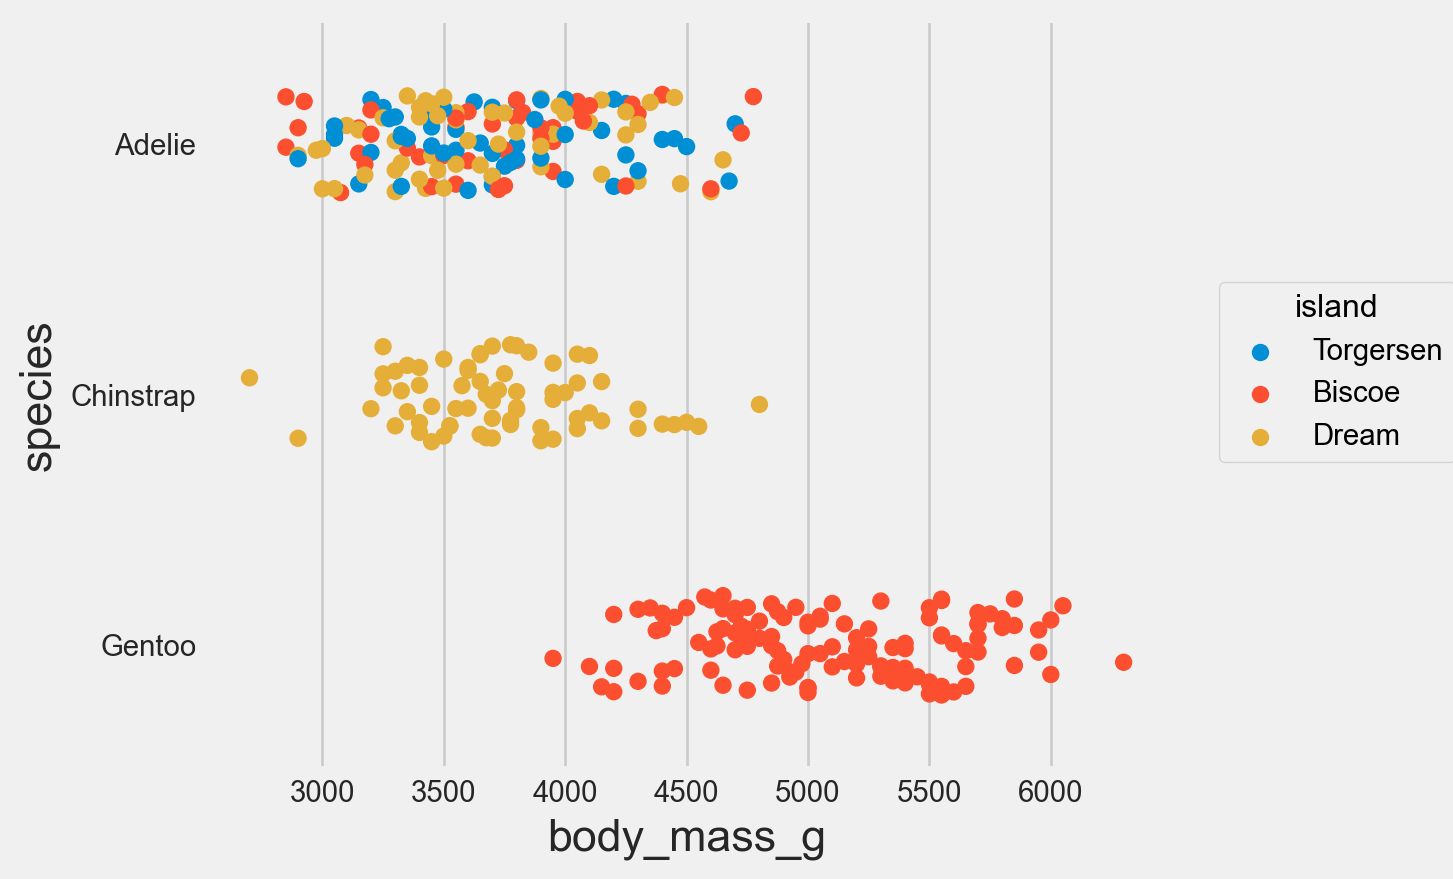 species
Adelie
Chinstrap
Gentoo
3000 3500 4000 4500 5000 5500 6000
body_mass_g
island
Torgersen
Biscoe
Dream